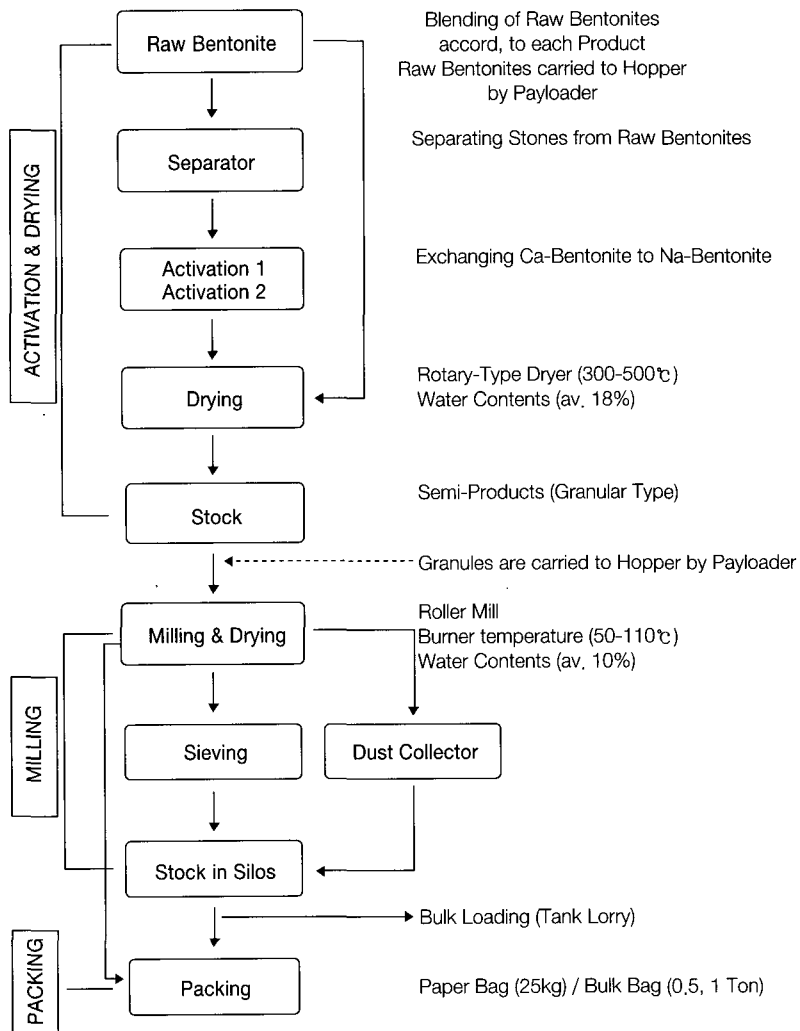 Raw Bentonite
Blending of Raw Bentonites
accord, to each Product
Raw Bentonites carried to Hopper
by Payloader
Separator
Separating Stones from Raw Bentonites
ACTIVATION & DRYING
Activation 1
Activation 2
Exchanging Ca-Bentonite to Na-Bentonite
Drying
Rotary-Type Dryer (300-500℃)
Water Contents (av. 18%)
Stock
Semi-Products (Granular Type)
Granules are carried to Hopper by Payloader
Milling & Drying
Roller Mill
Burner temperature (50-110℃)
Water Contents (av. 10%)
MILLING
Sieving
Dust Collector
Stock in Silos
Bulk Loading (Tank Lorry)
PACKING
Packing
Paper Bag (25kg) / Bulk Bag (0.5, 1 Ton)